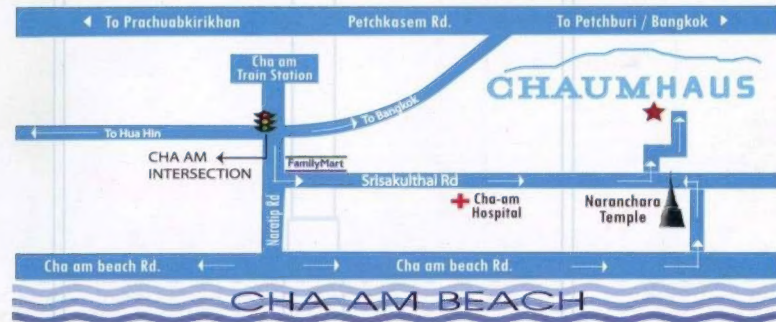 To Prachuabkirikhan
Petchkasem Rd.
To Petchburi / Bangkok
Cha am
Train Station
CHAUMHAUS
To Bangkok
To Hua Hin
CHA AM
INTERSECTION
FamilyMart
Srisakulthai Rd
Naratip Rd
Cha-am
Hospital
Naranchara
Temple
Cha am beach Rd.
Cha am beach Rd.
CHA AM BEACH